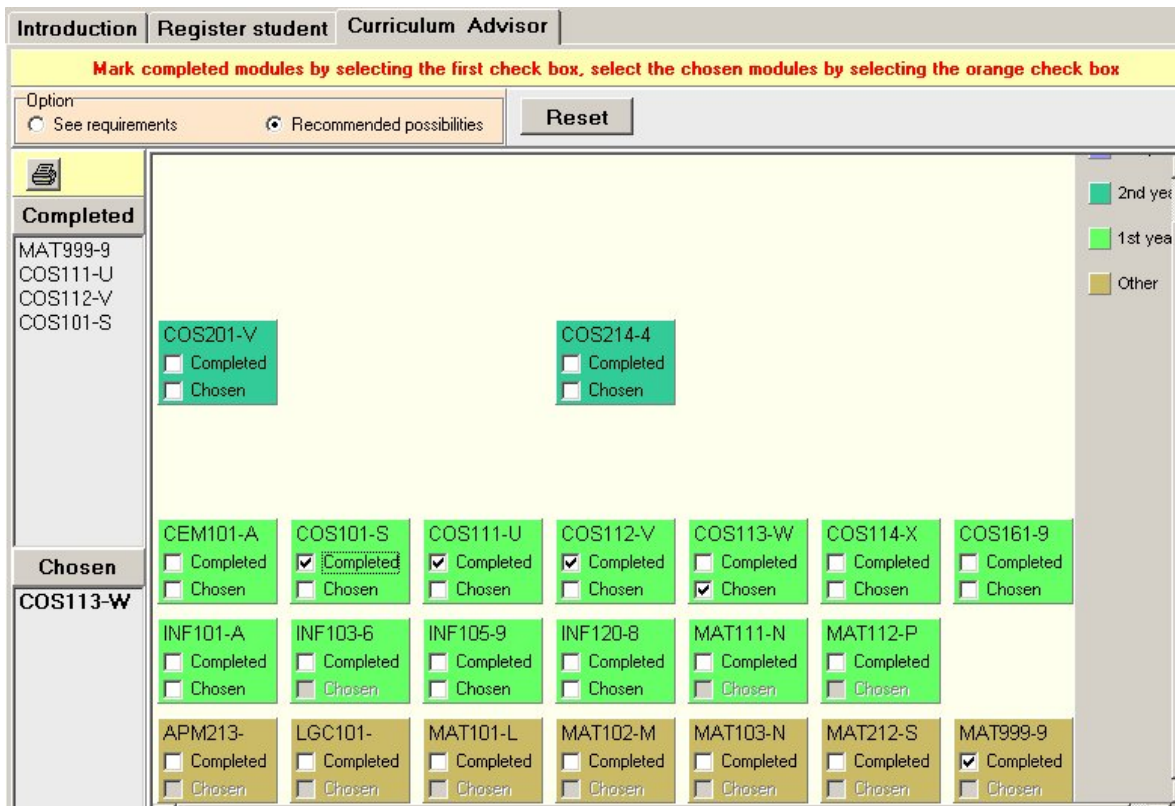 Introduction Register student Curriculum Advisor
Mark completed modules by selecting the first check box, select the chosen modules by selecting the orange check box
Option
See requirements Recommended possibilities Reset
Completed
MAT999-9
COS111-U
COS112-V
COS101-S
Chosen
COS113-W
2nd yea
1st yea
Other
COS201-V COS214-4
Completed Completed
Chosen Chosen
CEM101-A COS101-S COS111-U COS112-V COS113-W COS114-X COS161-9
Completed Completed Completed Completed Completed Completed Completed
Chosen Chosen Chosen Chosen Chosen Chosen Chosen
INF101-A INF103-6 INF105-9 INF120-8 MAT111-N MAT112-P
Completed Completed Completed Completed Completed Completed
Chosen Chosen Chosen Chosen Chosen Chosen
APM213- LGC101- MAT101-L MAT102-M MAT103-N MAT212-S MAT999-9
Completed Completed Completed Completed Completed Completed Completed
Chosen Chosen Chosen Chosen Chosen Chosen Chosen